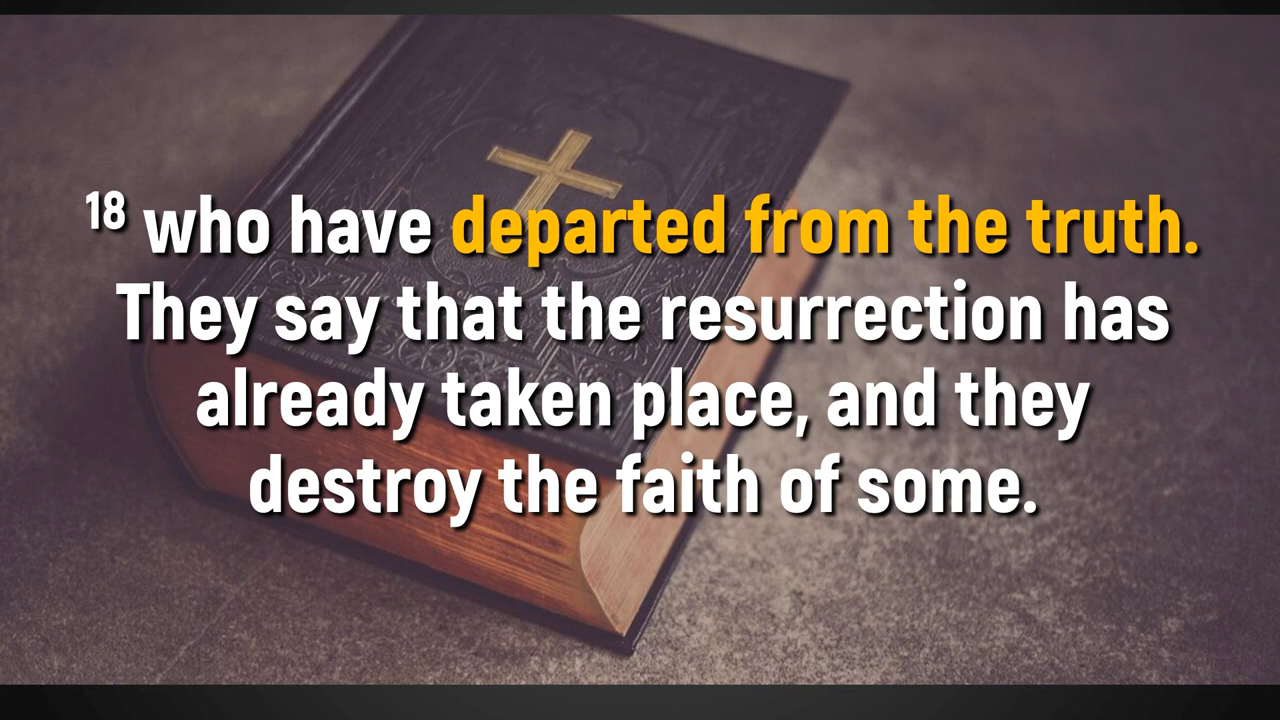 18 who have departed from the truth.
They say that the resurrection has
already taken place, and they
destroy the faith of some.